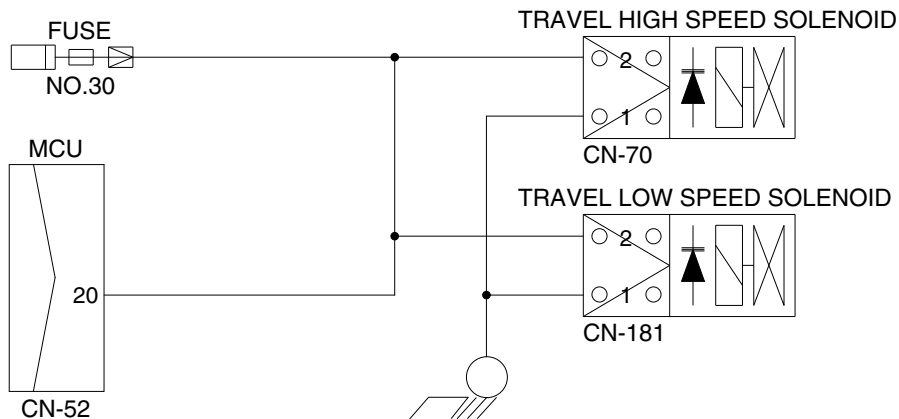 TRAVEL HIGH SPEED SOLENOID
FUSE
NO.30
2
1
CN-70
MCU
TRAVEL LOW SPEED SOLENOID
2
20
1
CN-181
CN-52